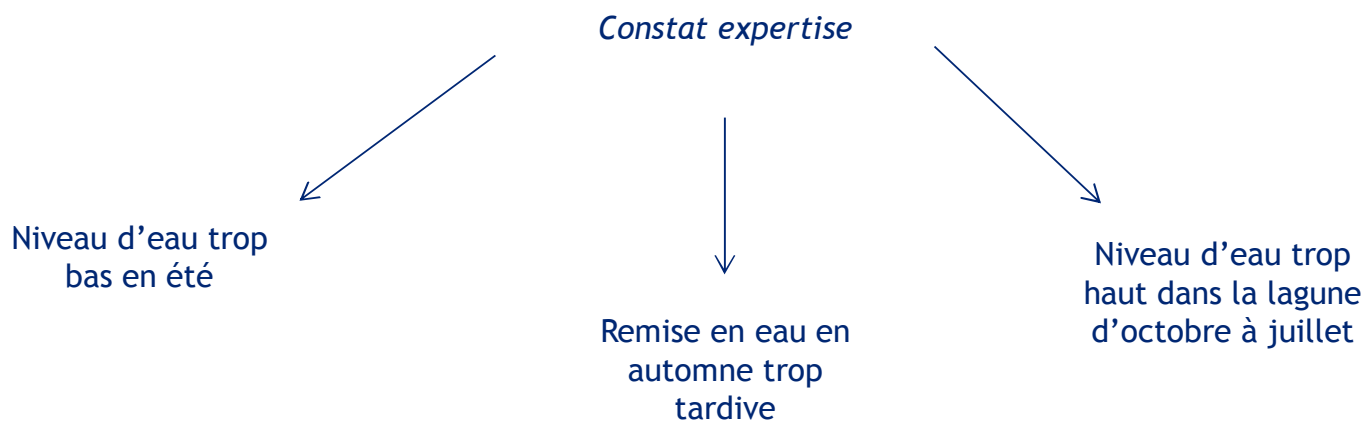 Constat expertise
Niveau d’eau trop
bas en été
Remise en eau en
automne trop
tardive
Niveau d’eau trop
haut dans la lagune
d’octobre à juillet